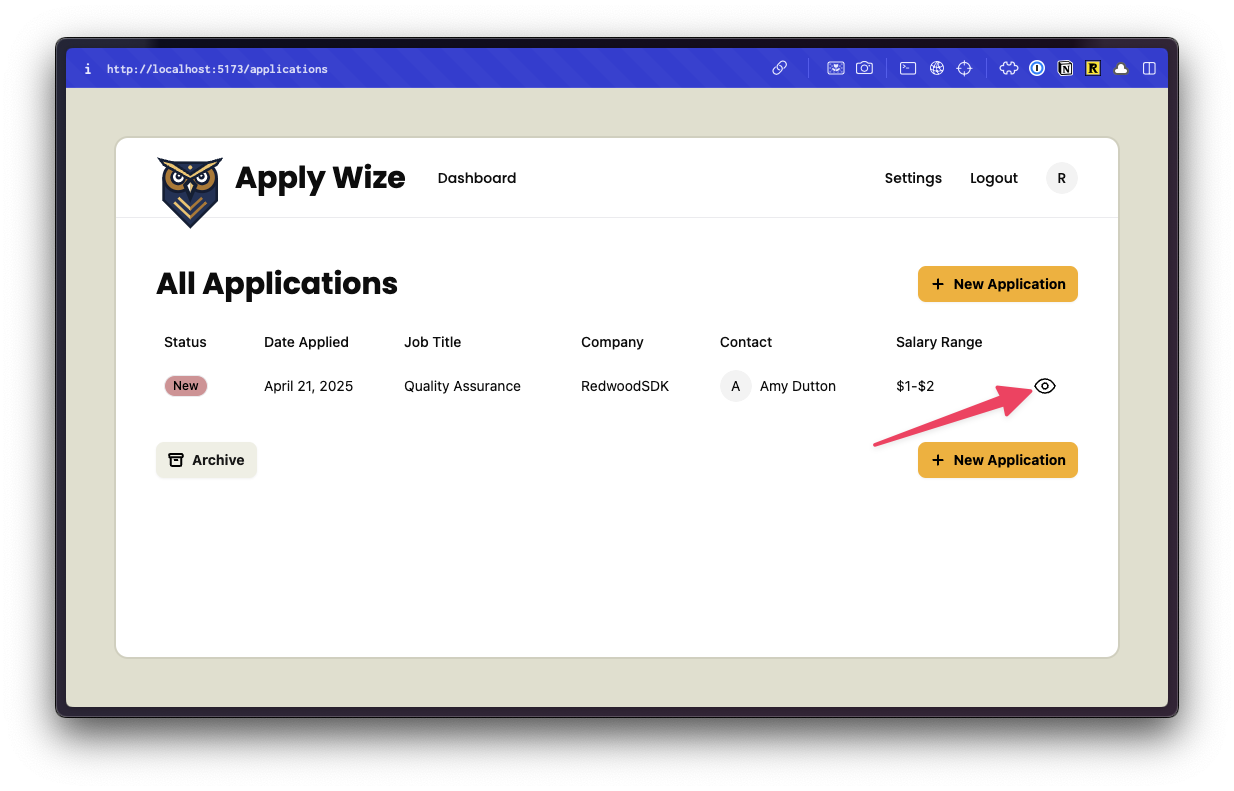 i http://localhost:5173/applications
Apply Wize Dashboard Settings Logout R
All Applications + New Application
Status Date Applied Job Title Company Contact Salary Range
New April 21, 2025 Quality Assurance RedwoodSDK A Amy Dutton $1-$2
Archive + New Application